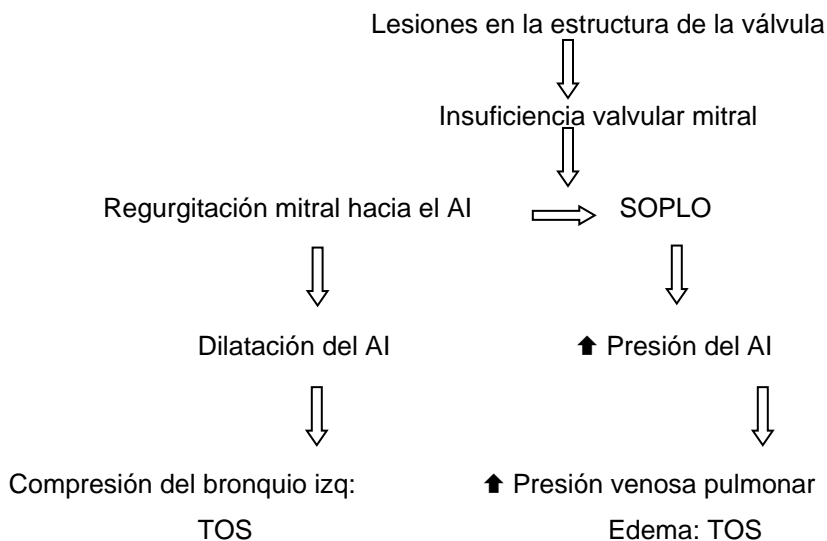 Lesiones en la estructura de la válvula
Insuficiencia valvular mitral
Regurgitación mitral hacia el AI SOPLO
Dilatación del AI ⬆ Presión del AI
Compresión del bronquio izq: ⬆ Presión venosa pulmonar
TOS Edema: TOS